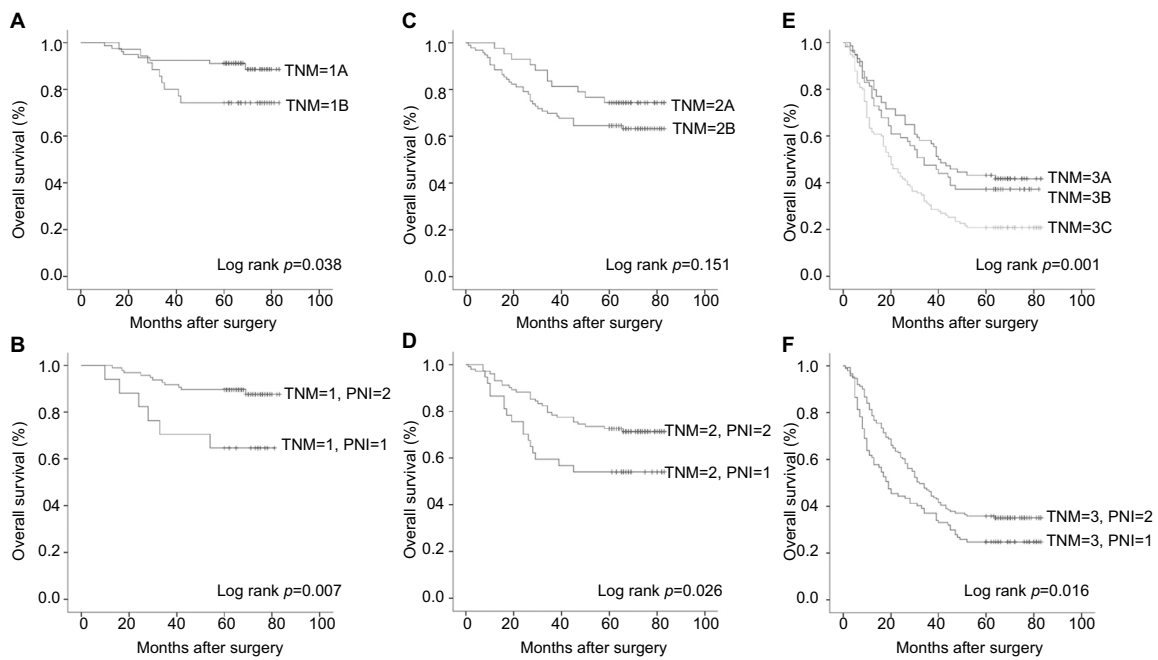 A
Overall survival (%)
1.0
0.8
0.6
04
0.2
0.0
TNM=1A
TNM=1B
Log rank p=0.038
0 20 40 60 80 100
Months after surgery
C
Overall survival (%)
1.0
0.8
0.6
04
0.2
0.0
TNM=2A
TNM=2B
Log rank p=0.151
0 20 40 60 80 100
Months after surgery
E
Overall survival (%)
1.0
0.8
0.6
04
0.2
0.0
TNM=3A
TNM=3B
TNM=3C
Log rank p=0.001
0 20 40 60 80 100
Months after surgery
B
Overall survival (%)
1.0
0.8
0.6
04
0.2
0.0
TNM=1, PNI=2
TNM=1, PNI=1
Log rank p=0.007
0 20 40 60 80 100
Months after surgery
D
Overall survival (%)
1.0
0.8
0.6
04
0.2
0.0
TNM=2, PNI=2
TNM=2, PNI=1
Log rank p=0.026
0 20 40 60 80 100
Months after surgery
F
Overall survival (%)
1.0
0.8
0.6
04
0.2
0.0
TNM=3, PNI=2
TNM=3, PNI=1
Log rank p=0.016
0 20 40 60 80 100
Months after surgery